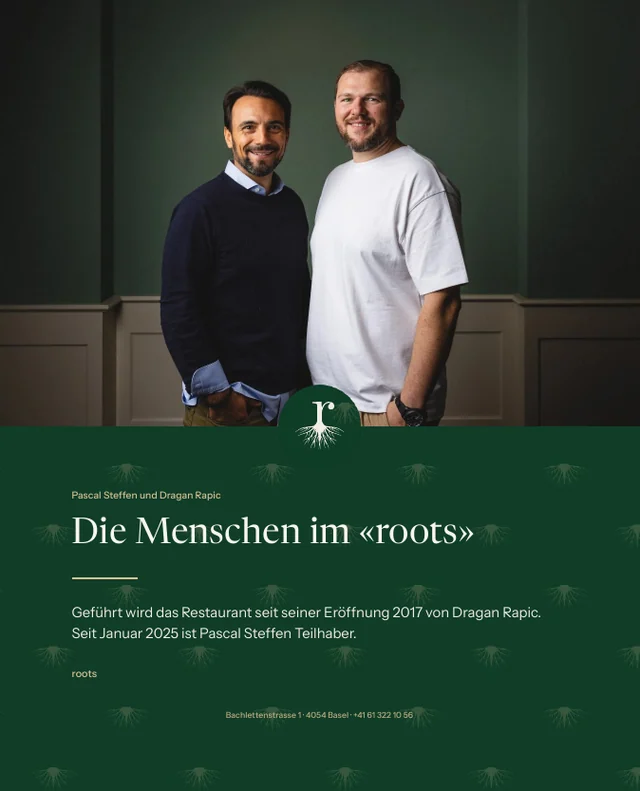 r
Pascal Steffen und Dragan Rapic
Die Menschen im «roots»
Geführt wird das Restaurant seit seiner Eröffnung 2017 von Dragan Rapic.
Seit Januar 2025 ist Pascal Steffen Teilhaber.
roots
Bachlettenstrasse 1 · 4054 Basel · +41 61 322 10 56